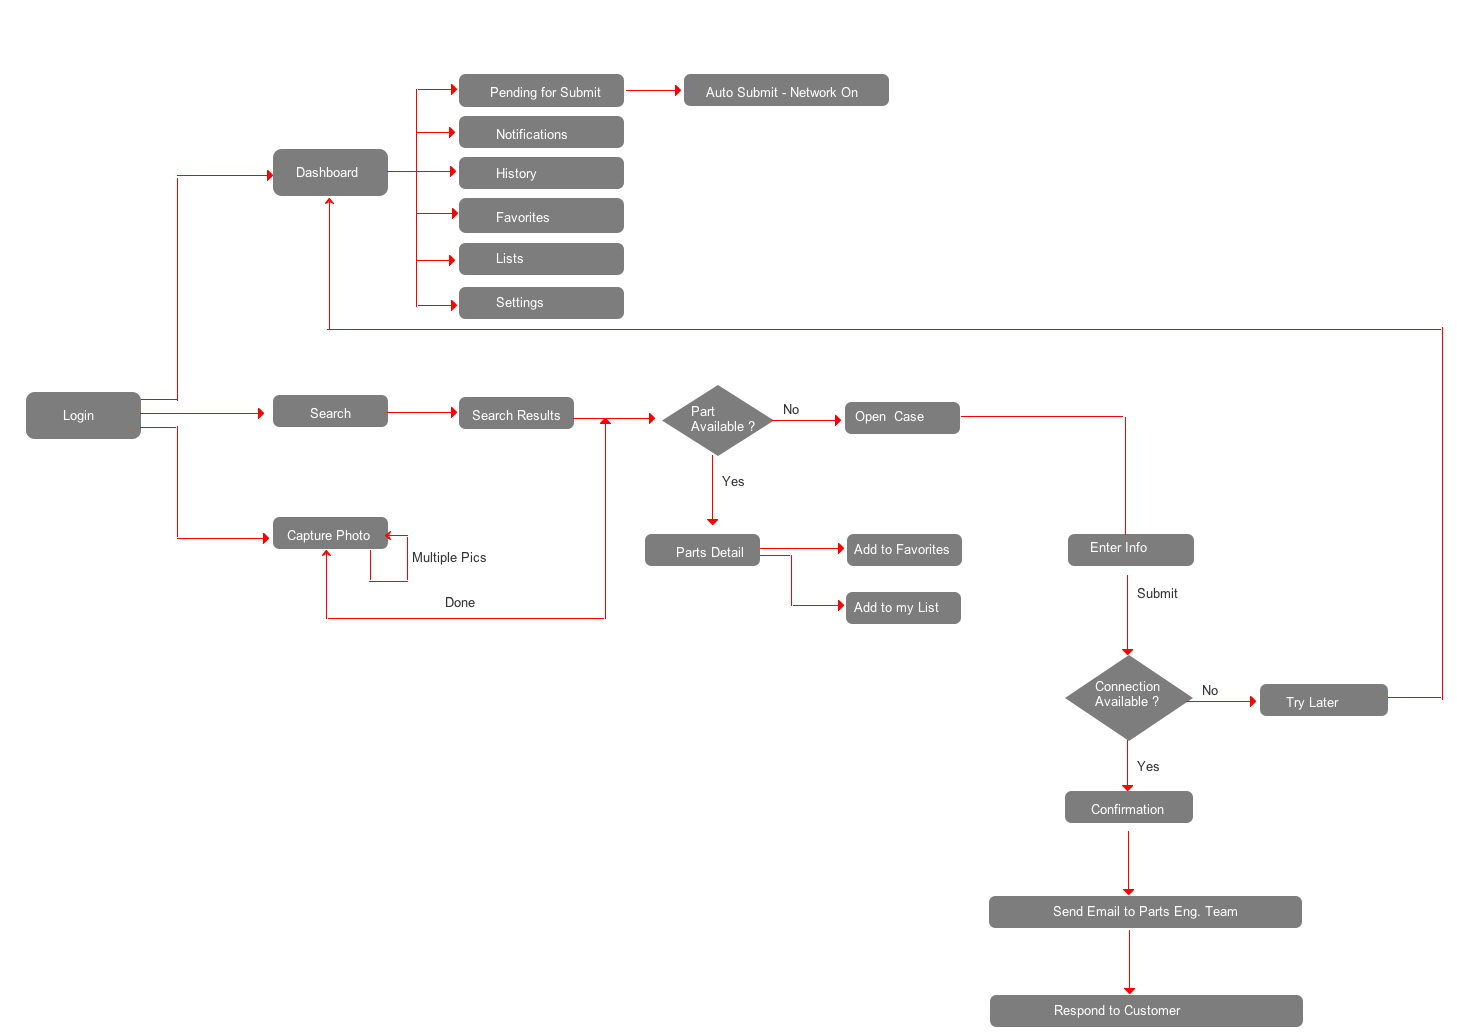 Pending for Submit
Auto Submit - Network On
Notifications
Dashboard
History
Favorites
Lists
Settings
Login
Search
Search Results
Part
Available ?
No
Open  Case
Yes
Capture Photo
Multiple Pics
Done
Parts Detail
Add to Favorites
Add to my List
Enter Info
Submit
Connection
Available ?
No
Try Later
Yes
Confirmation
Send Email to Parts Eng. Team
Respond to Customer